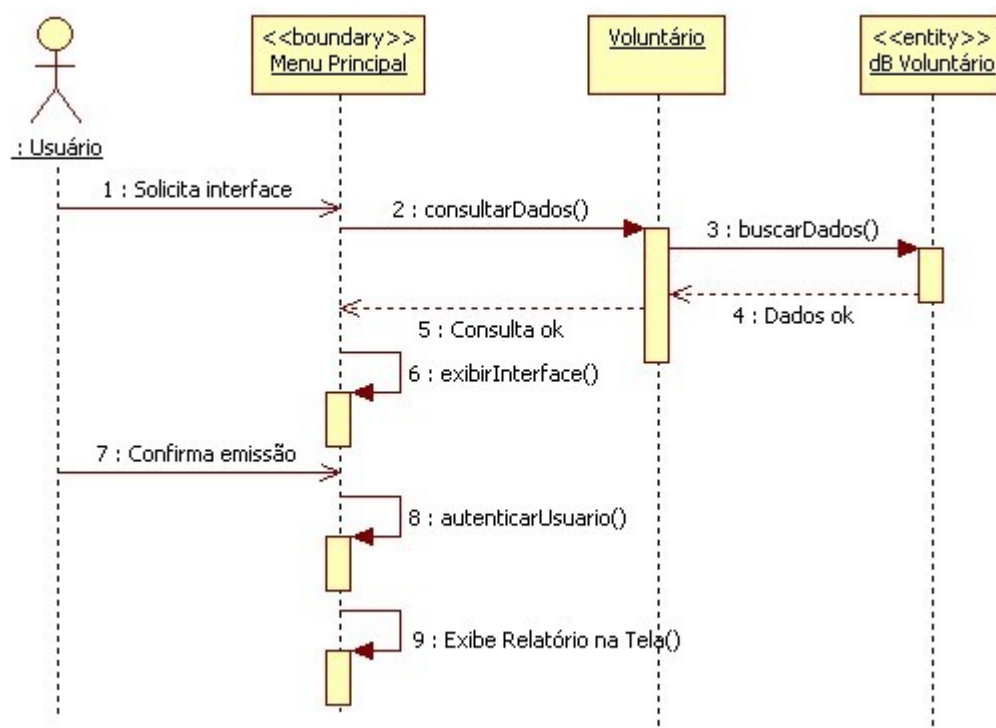 <<boundary>>
Menu Principal
Voluntário
<<entity>>
dB Voluntário
: Usuário
1 : Solicita interface
2 : consultarDados()
3 : buscarDados()
4 : Dados ok
5 : Consulta ok
6 : exibirInterface()
7 : Confirma emissão
8 : autenticarUsuario()
9 : Exibe Relatório na Tela()